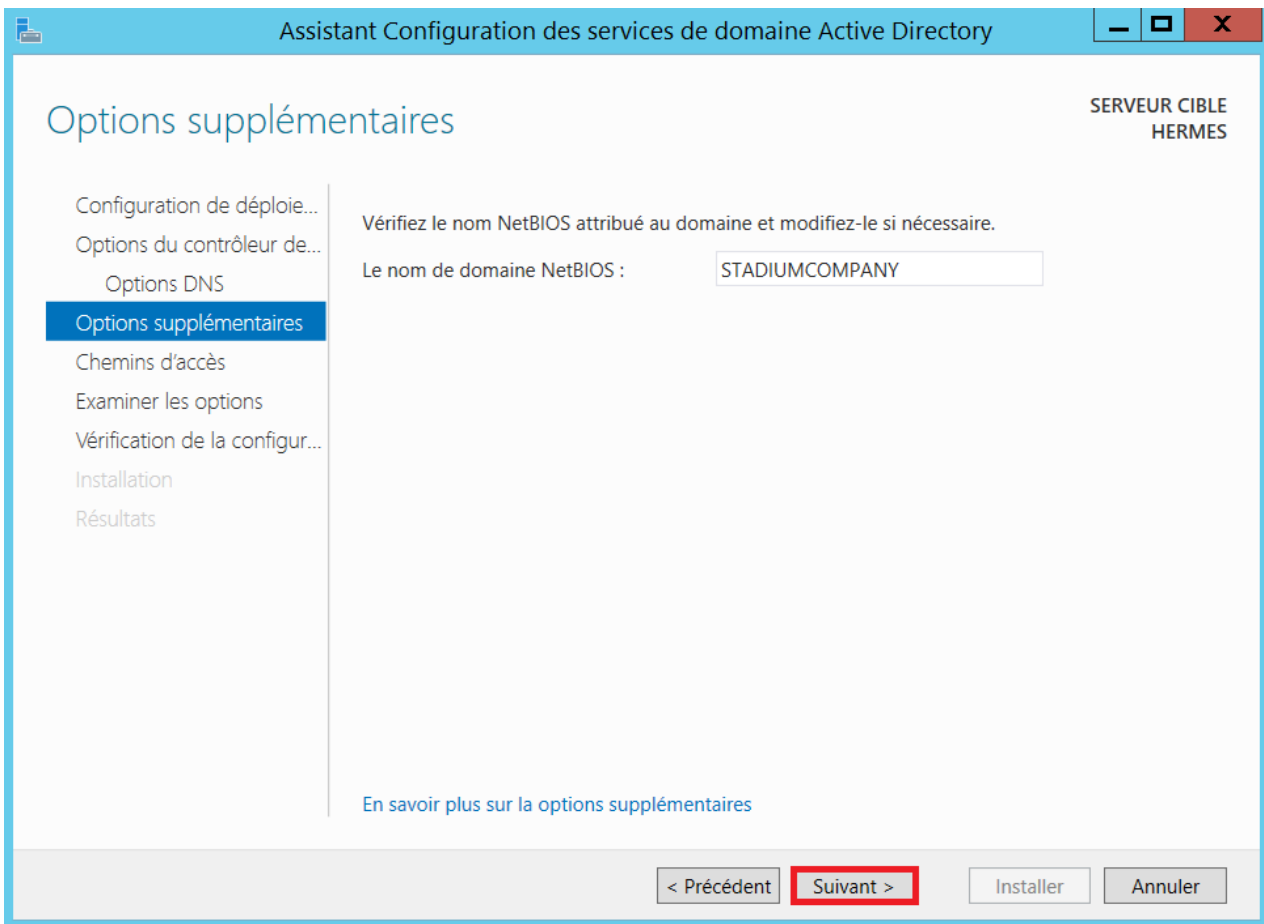 Assistant Configuration des services de domaine Active Directory
X
Options supplémentaires
SERVEUR CIBLE
HERMES
Configuration de déploie...
Options du contrôleur de...
Options DNS
Options supplémentaires
Chemins d'accès
Examiner les options
Vérification de la configur...
Installation
Résultats
Vérifiez le nom NetBIOS attribué au domaine et modifiez-le si nécessaire.
Le nom de domaine NetBIOS : STADIUMCOMPANY
En savoir plus sur la options supplémentaires
< Précédent Suivant > Installer Annuler